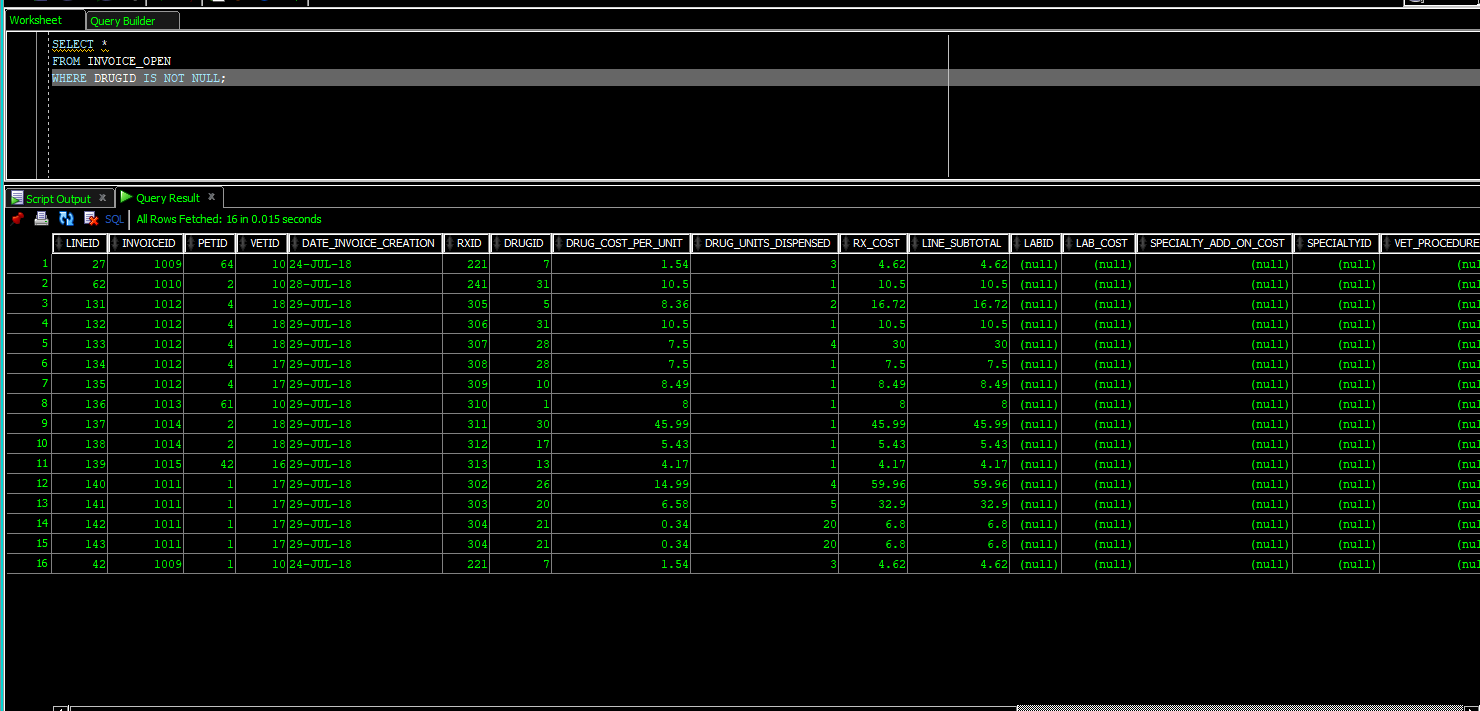 Worksheet Query Builder
SELECT *
FROM INVOICE_OPEN
WHERE DRUGID IS NOT NULL;
Script Output Query Result
SQL All Rows Fetched: 16 in 0.015 seconds
LINEID INVOICEID PETID VETID DATE_INVOICE_CREATION RXID DRUGID DRUG_COST_PER_UNIT DRUG_UNITS_DISPENSED RX_COST LINE_SUBTOTAL LABID LAB_COST SPECIALTY_ADD_ON_COST SPECIALTYID VET_PROCEDURE
1 27 1009 64 10 24-JUL-18 221 7 1.54 3 4.62 4.62 (null) (null) (null) (null) (nul
2 62 1010 2 10 28-JUL-18 241 31 10.5 1 10.5 10.5 (null) (null) (null) (null) (nul
3 131 1012 4 18 29-JUL-18 305 5 8.36 2 16.72 16.72 (null) (null) (null) (null) (nul
4 132 1012 4 18 29-JUL-18 306 31 10.5 1 10.5 10.5 (null) (null) (null) (null) (nul
5 133 1012 4 18 29-JUL-18 307 28 7.5 4 30 30 (null) (null) (null) (null) (nul
6 134 1012 4 17 29-JUL-18 308 28 7.5 1 7.5 7.5 (null) (null) (null) (null) (nul
7 135 1012 4 17 29-JUL-18 309 10 8.49 1 8.49 8.49 (null) (null) (null) (null) (nul
8 136 1013 61 10 29-JUL-18 310 1 8 1 8 8 (null) (null) (null) (null) (nul
9 137 1014 2 18 29-JUL-18 311 30 45.99 1 45.99 45.99 (null) (null) (null) (null) (nul
10 138 1014 2 18 29-JUL-18 312 17 5.43 1 5.43 5.43 (null) (null) (null) (null) (nul
11 139 1015 42 16 29-JUL-18 313 13 4.17 1 4.17 4.17 (null) (null) (null) (null) (nul
12 140 1011 1 17 29-JUL-18 302 26 14.99 4 59.96 59.96 (null) (null) (null) (null) (nul
13 141 1011 1 17 29-JUL-18 303 20 6.58 5 32.9 32.9 (null) (null) (null) (null) (nul
14 142 1011 1 17 29-JUL-18 304 21 0.34 20 6.8 6.8 (null) (null) (null) (null) (nul
15 143 1011 1 17 29-JUL-18 304 21 0.34 20 6.8 6.8 (null) (null) (null) (null) (nul
16 42 1009 1 10 24-JUL-18 221 7 1.54 3 4.62 4.62 (null) (null) (null) (null) (nul